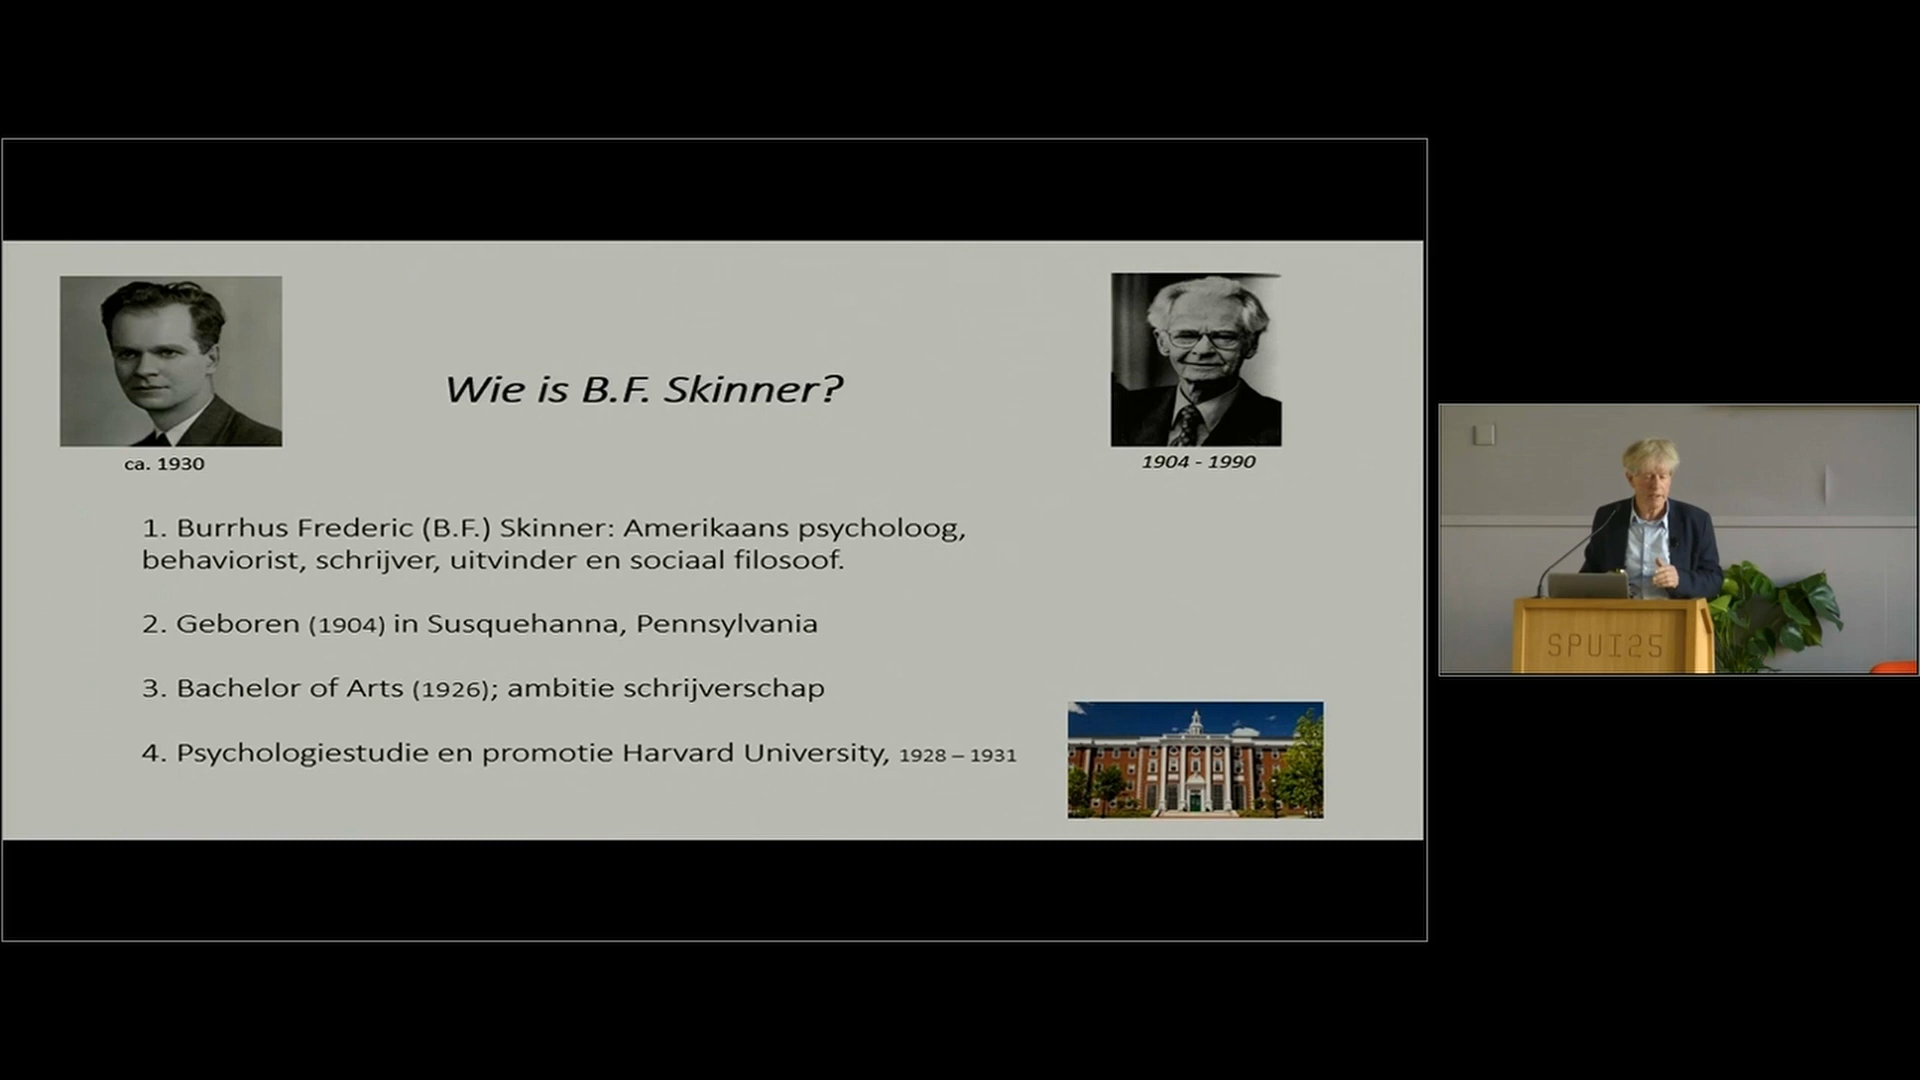 Wie is B.F. Skinner?
ca. 1930
1904 - 1990
1. Burrhus Frederic (B.F.) Skinner: Amerikaans psycholoog,
behaviorist, schrijver, uitvinder en sociaal filosoof.
2. Geboren (1904) in Susquehanna, Pennsylvania
3. Bachelor of Arts (1926); ambitie schrijverschap
4. Psychologiestudie en promotie Harvard University, 1928 – 1931
SPUI25